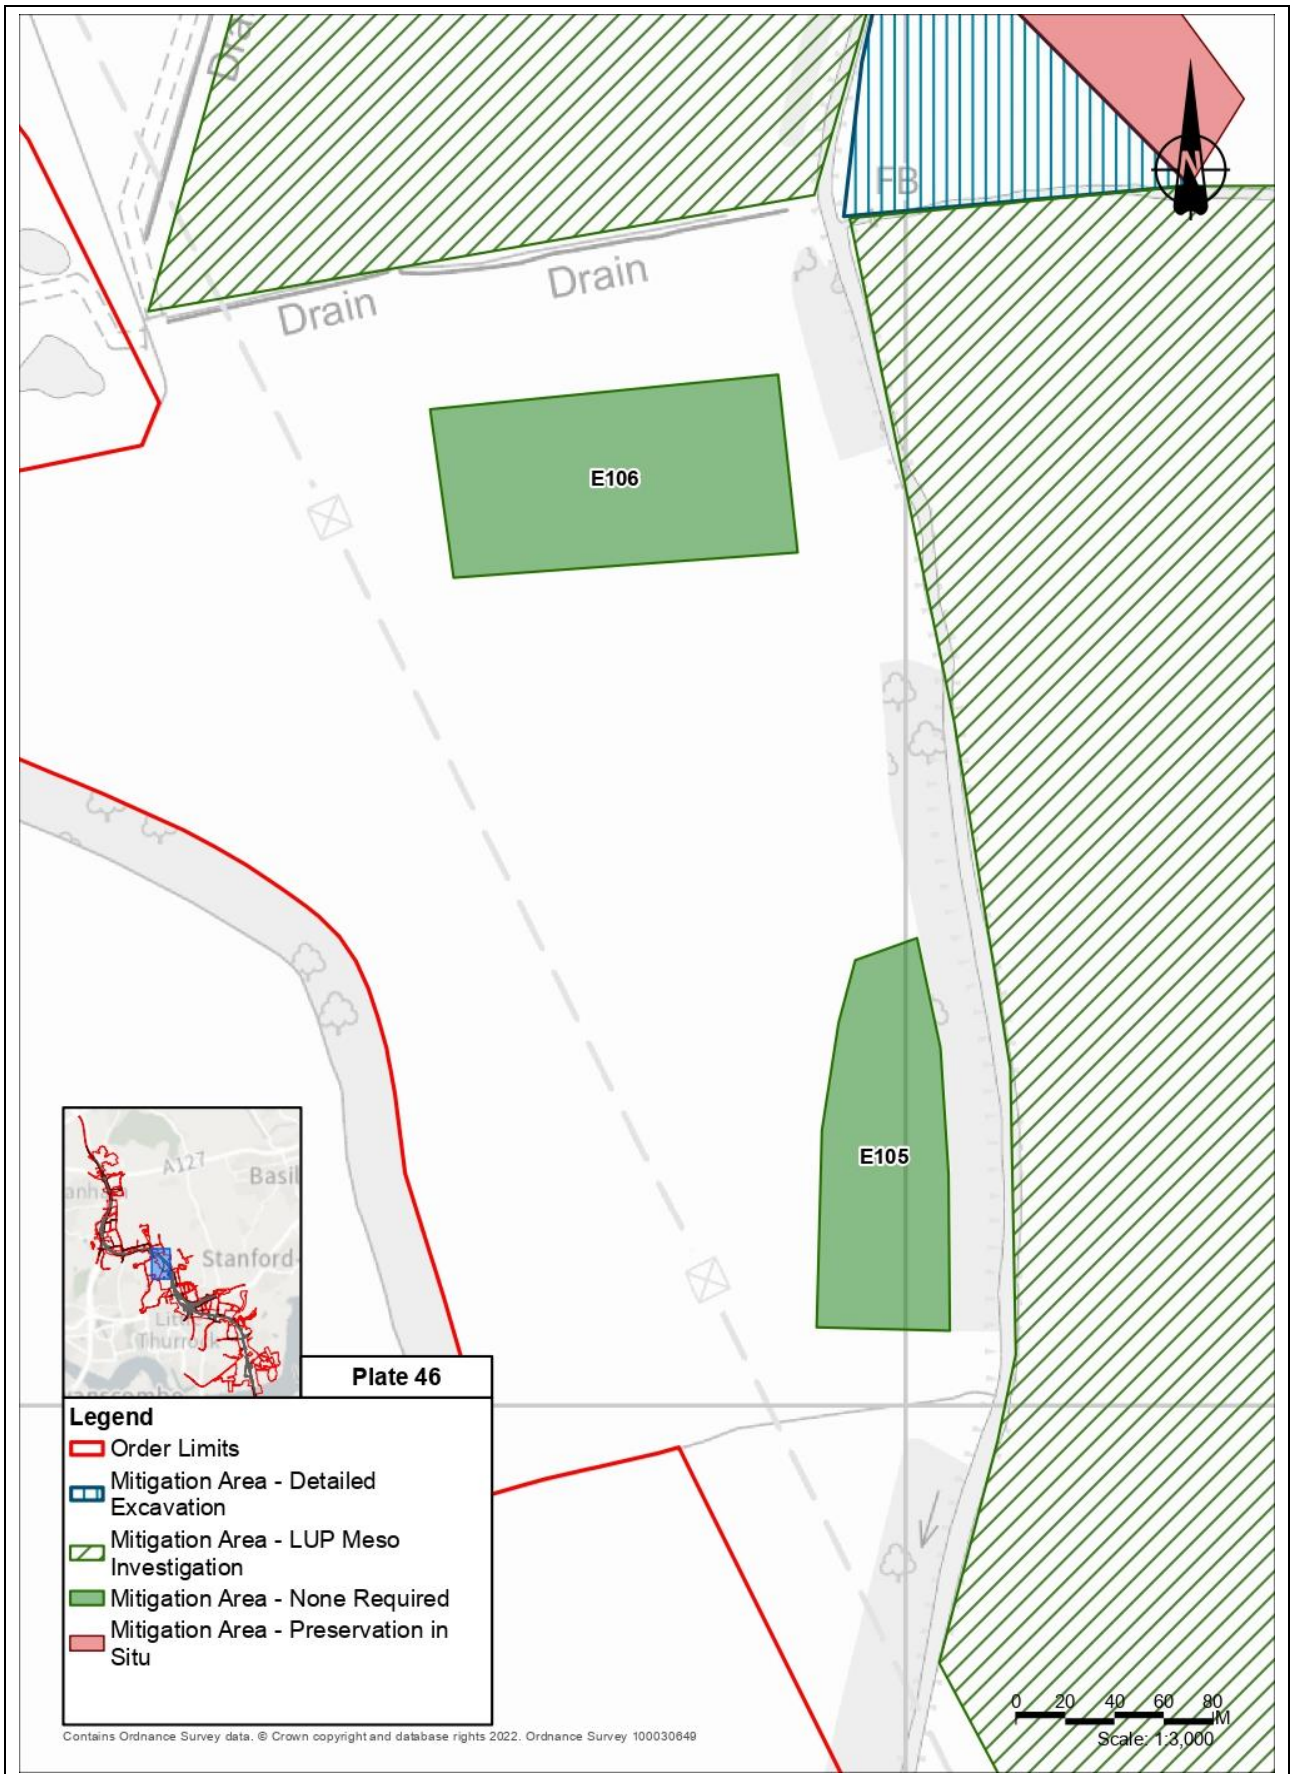 Dra
FB
N
Drain
Drain
E106
E105
A127
Basil
Stanford
Thurrock
Plate 46
Legend
Order Limits
Mitigation Area - Detailed
Excavation
Mitigation Area - LUP Meso
Investigation
Mitigation Area - None Required
Mitigation Area - Preservation in
Situ
0 20 40 60 80
M
Scale: 1:3,000
Contains Ordnance Survey data. © Crown copyright and database rights 2022. Ordnance Survey 100030649